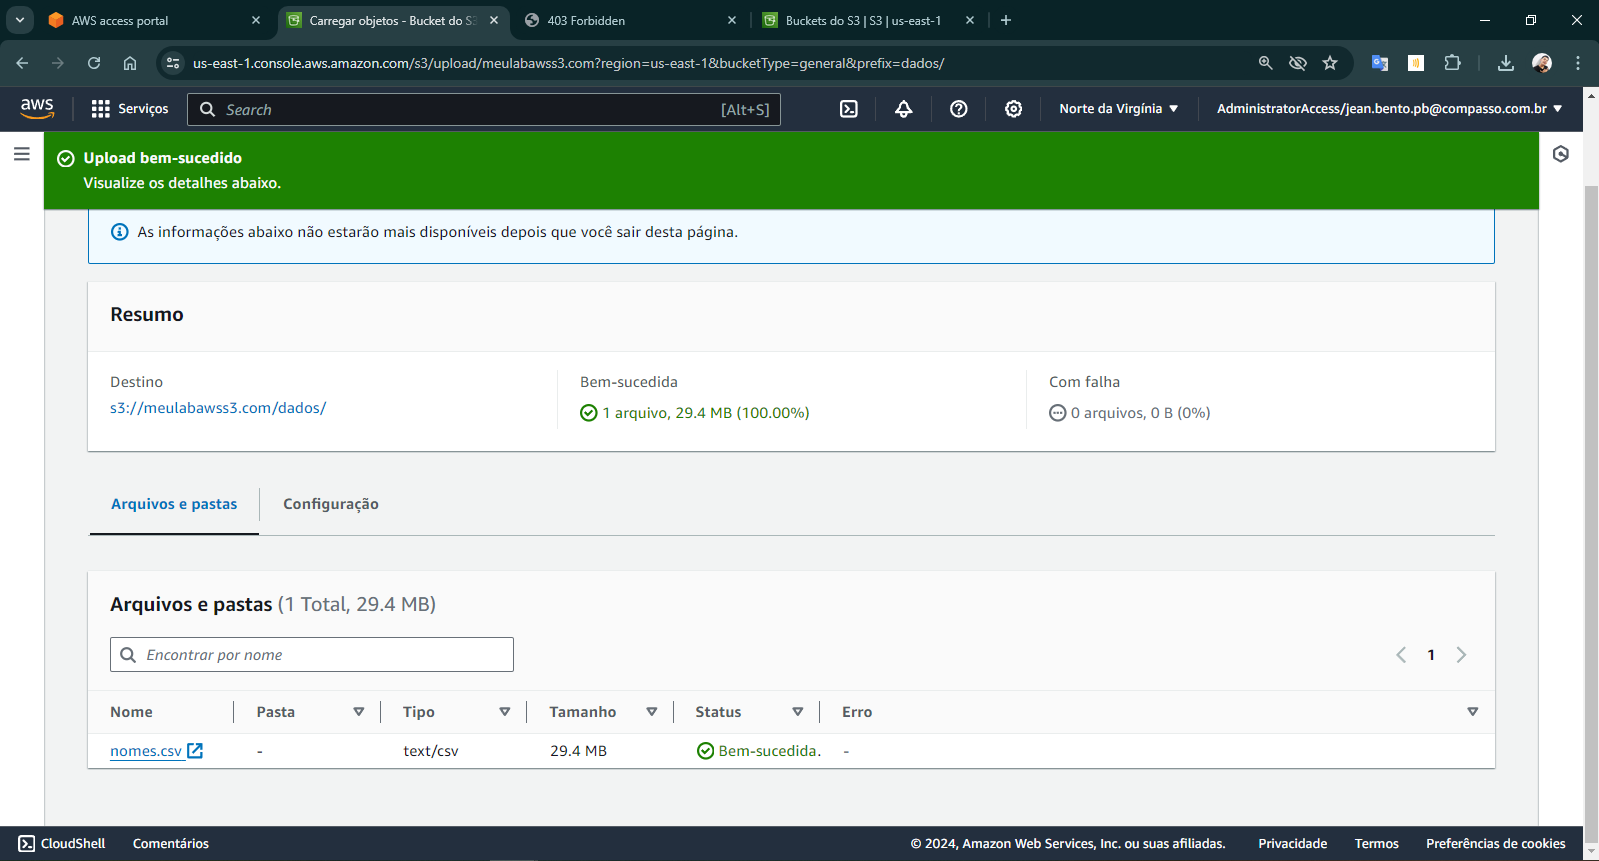 AWS access portal
Carregar objetos - Bucket do S3
403 Forbidden
Buckets do S3 | S3 | us-east-1
us-east-1.console.aws.amazon.com/s3/upload/meulabawss3.com?region=us-east-1&bucketType=general&prefix=dados/
aws
Serviços
Search
[Alt+S]
Norte da Virgínia
AdministratorAccess/jean.bento.pb@compasso.com.br
Upload bem-sucedido
Visualize os detalhes abaixo.
As informações abaixo não estarão mais disponíveis depois que você sair desta página.
Resumo
Destino
s3://meulabawss3.com/dados/
Bem-sucedida
1 arquivo, 29.4 MB (100.00%)
Com falha
0 arquivos, 0 B (0%)
Arquivos e pastas
Configuração
Arquivos e pastas (1 Total, 29.4 MB)
Encontrar por nome
1
Nome Pasta Tipo Tamanho Status Erro
nomes.csv - text/csv 29.4 MB Bem-sucedida. -
CloudShell
Comentários
© 2024, Amazon Web Services, Inc. ou suas afiliadas.
Privacidade
Termos
Preferências de cookies